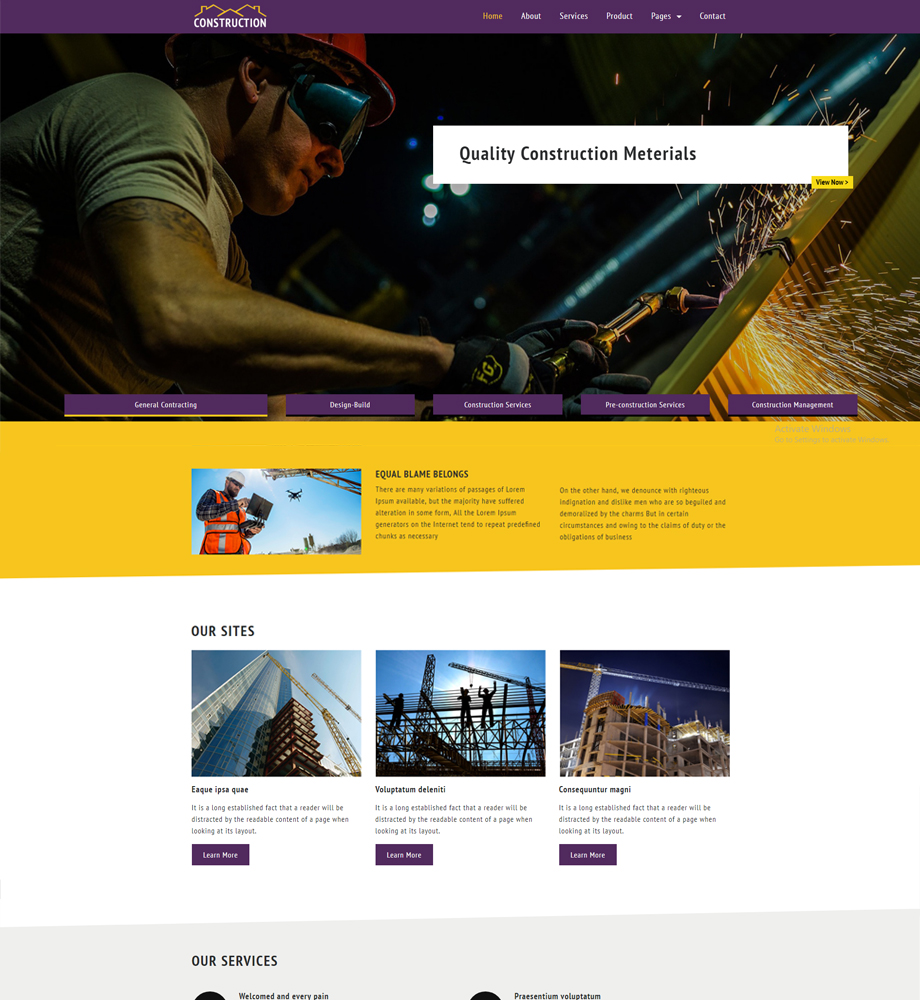 CONSTRUCTION
Home About Services Product Pages Contact
Quality Construction Meterials
View Now >
FG
General Contracting Design-Build Construction Services Pre-construction Services Construction Management
Activate Windows
Go to Settings to activate Windows.
EQUAL BLAME BELONGS
There are many variations of passages of Lorem
Ipsum available, but the majority have suffered
alteration in some form, All the Lorem Ipsum
generators on the Internet tend to repeat predefined
chunks as necessary
On the other hand, we denounce with righteous
indignation and dislike men who are so beguiled and
demoralized by the charms But in certain
circumstances and owing to the claims of duty or the
obligations of business
OUR SITES
Eaque ipsa quae
It is a long established fact that a reader will be
distracted by the readable content of a page when
looking at its layout.
Learn More
Voluptatum deleniti
It is a long established fact that a reader will be
distracted by the readable content of a page when
looking at its layout.
Learn More
Consequuntur magni
It is a long established fact that a reader will be
distracted by the readable content of a page when
looking at its layout.
Learn More
OUR SERVICES
Welcomed and every pain
Praesentium voluptatum